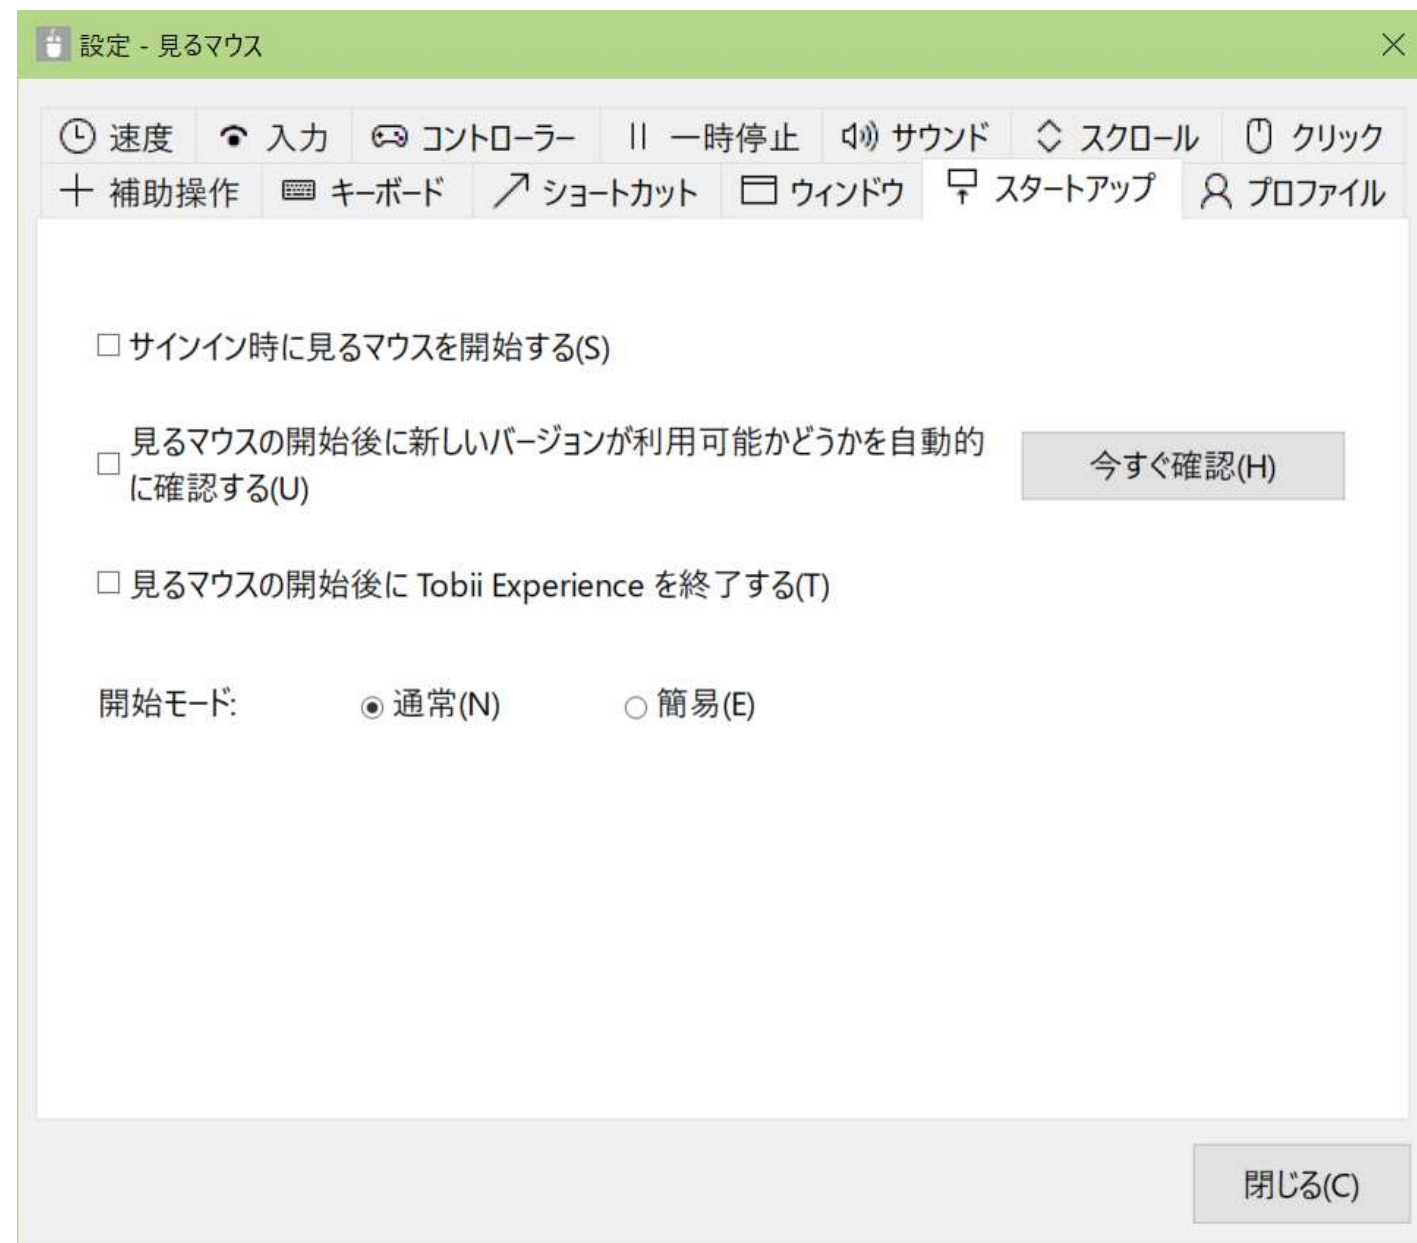 設定 - 見るマウス
速度 入力 コントローラー 一時停止 サウンド スクロール クリック
補助操作 キーボード ショートカット ウィンドウ スタートアップ プロファイル
サインイン時に見るマウスを開始する(S)
見るマウスの開始後に新しいバージョンが利用可能かどうかを自動的
に確認する(U)
今すぐ確認(H)
見るマウスの開始後に Tobii Experience を終了する(T)
開始モード: 通常(N) 簡易(E)
閉じる(C)